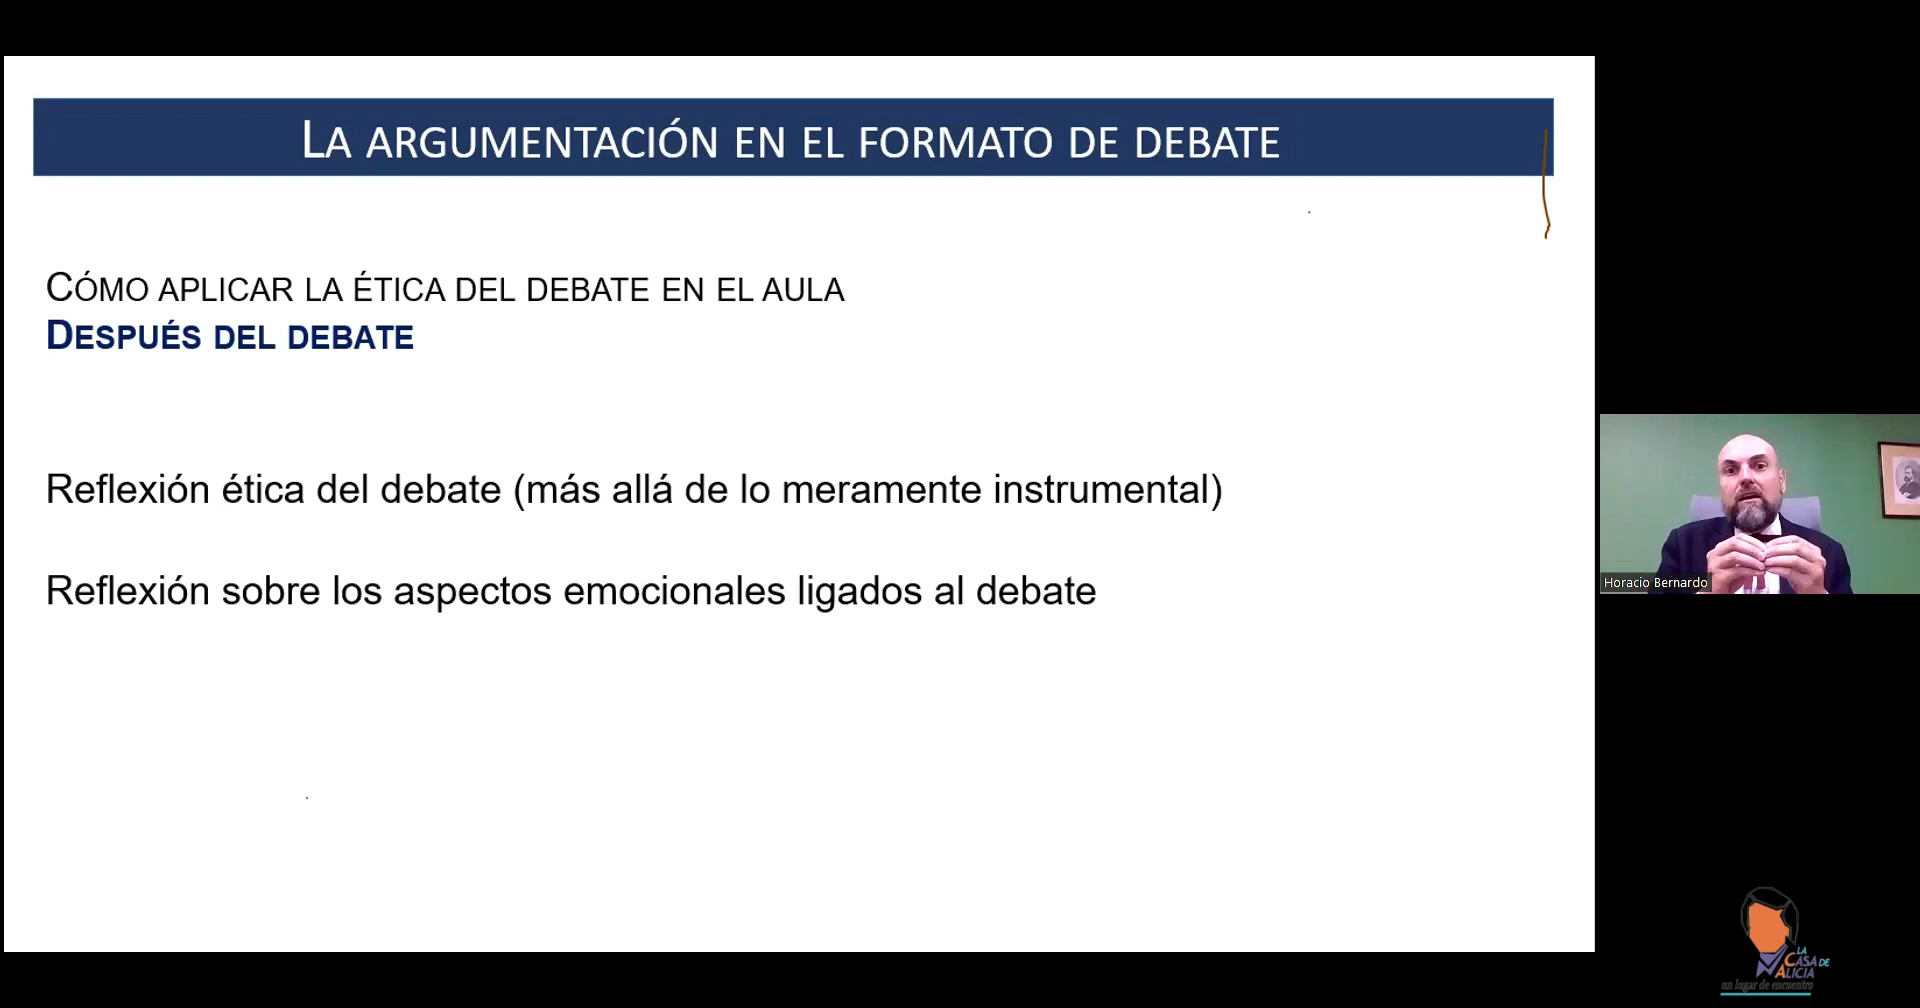 LA ARGUMENTACIÓN EN EL FORMATO DE DEBATE
CÓMO APLICAR LA ÉTICA DEL DEBATE EN EL AULA
DESPUÉS DEL DEBATE
Reflexión ética del debate (más allá de lo meramente instrumental)
Reflexión sobre los aspectos emocionales ligados al debate
Horacio Bernardo
LA
CASA DE
ALICIA
un lugar de encuentro